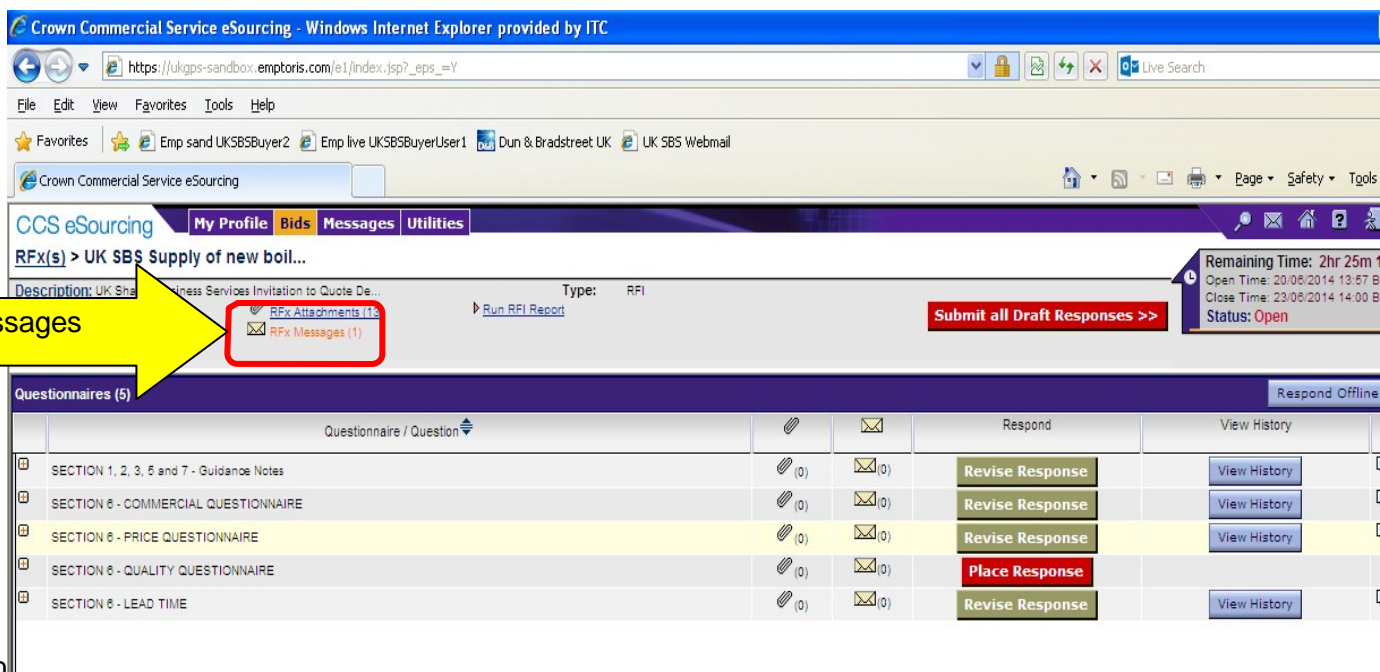 Crown Commercial Service eSourcing - Windows Internet Explorer provided by ITC
https://ukgps-sandbox.emptoris.com/e1/index.jsp?_eps_=Y
Live Search
File Edit View Favorites Tools Help
Favorites Emp sand UKSBSBuyer2 Emp live UKSBSBuyerUser1 Dun & Bradstreet UK UK SBS Webmail
Crown Commercial Service eSourcing
Page Safety Tools
CCS eSourcing My Profile Bids Messages Utilities
RFx(s) > UK SBS Supply of new boil...
Remaining Time: 2hr 25m 1
Open Time: 20/06/2014 13:57 B
Close Time: 23/06/2014 14:00 B
Status: Open
Description: UK Sha iness Services Invitation to Quote De...
Type: RFI
RFx Attachments (13
Run RFI Report
RFx Messages (1)
Submit all Draft Responses >>
ssages
Questionnaires (5)
Respond Offline
Questionnaire / Question Respond View History
SECTION 1, 2, 3, 5 and 7 - Guidance Notes (0) (0) Revise Response View History
SECTION 6 - COMMERCIAL QUESTIONNAIRE (0) (0) Revise Response View History
SECTION 6 - PRICE QUESTIONNAIRE (0) (0) Revise Response View History
SECTION 6 - QUALITY QUESTIONNAIRE (0) (0) Place Response
SECTION 6 - LEAD TIME (0) (0) Revise Response View History